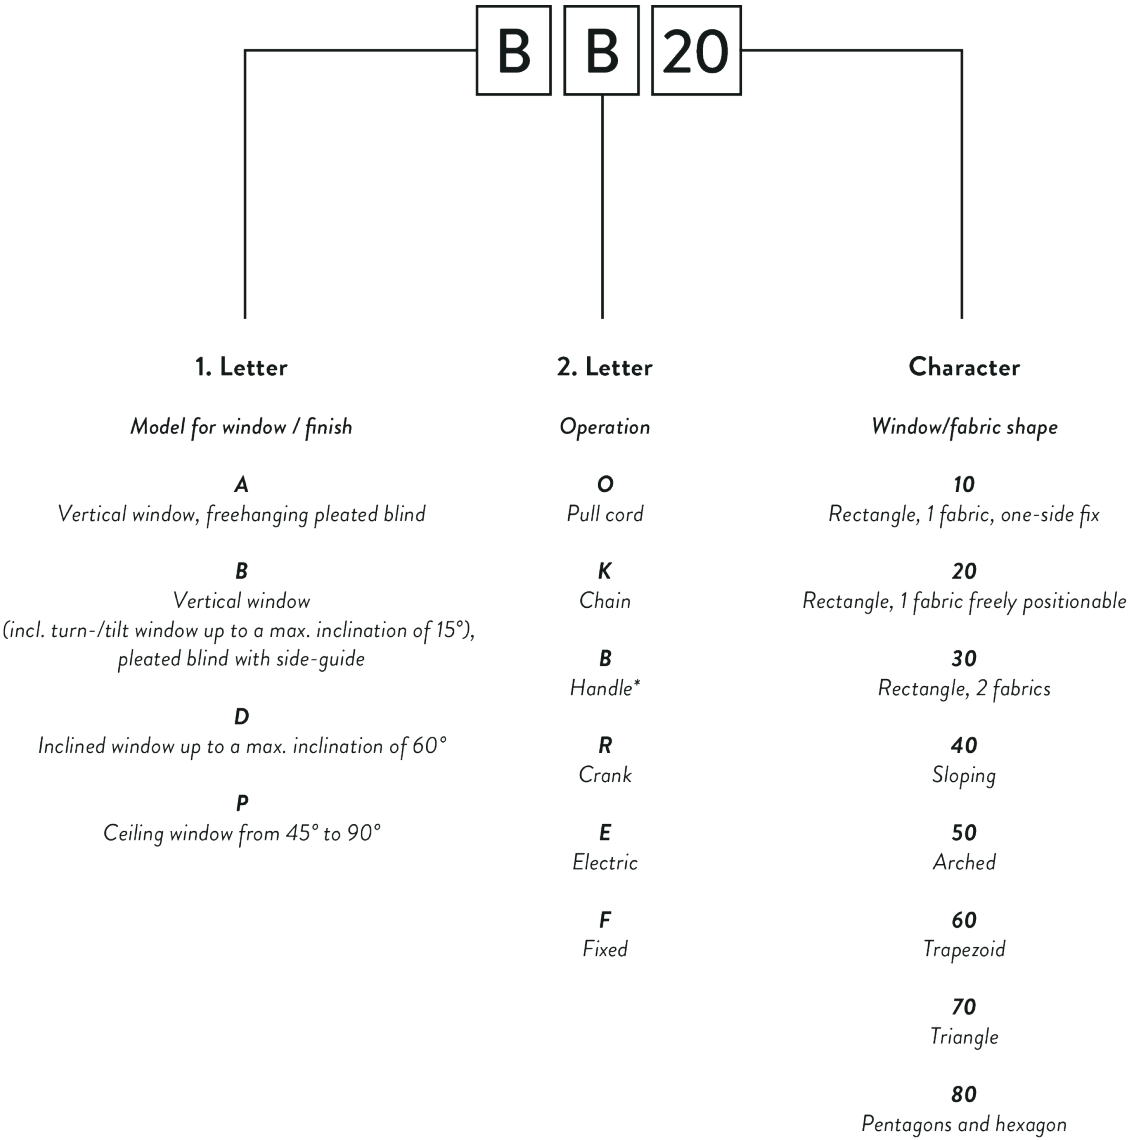 B B 20
1. Letter
Model for window / finish
A
Vertical window, freehanging pleated blind
B
Vertical window
(incl. turn-/tilt window up to a max. inclination of 15°),
pleated blind with side-guide
D
Inclined window up to a max. inclination of 60°
P
Ceiling window from 45° to 90°
2. Letter
Operation
O
Pull cord
K
Chain
B
Handle*
R
Crank
E
Electric
F
Fixed
Character
Window/fabric shape
10
Rectangle, 1 fabric, one-side fix
20
Rectangle, 1 fabric freely positionable
30
Rectangle, 2 fabrics
40
Sloping
50
Arched
60
Trapezoid
70
Triangle
80
Pentagons and hexagon